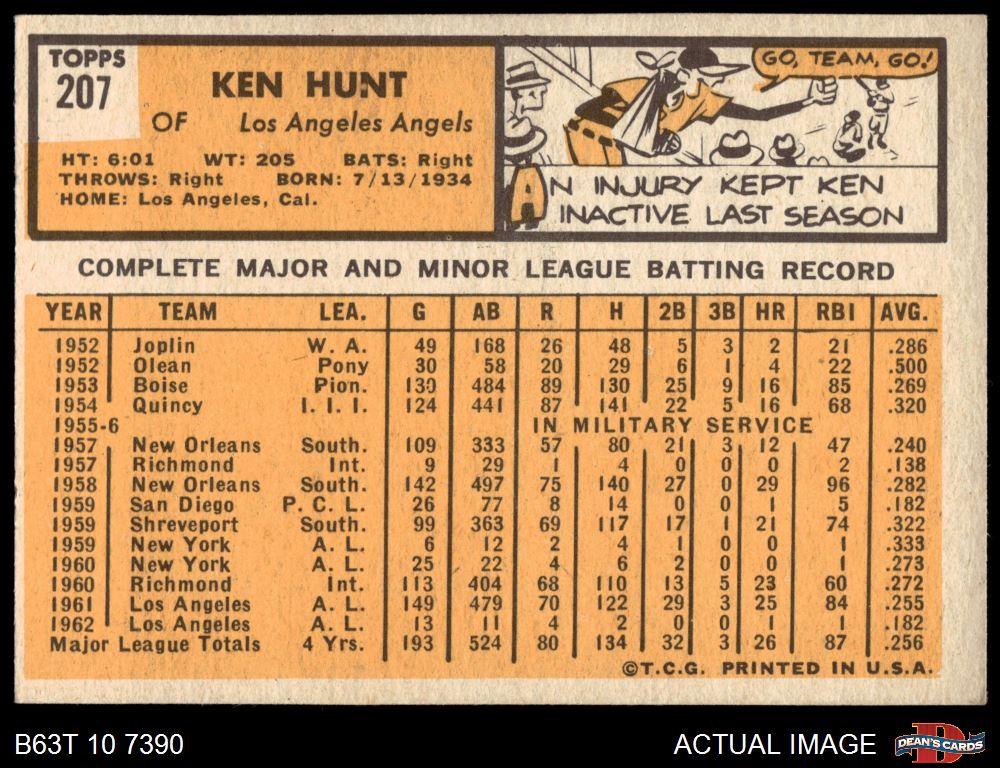 TOPPS
207
KEN HUNT
OF Los Angeles Angels
HT: 6:01 WT: 205 BATS: Right
THROWS: Right BORN: 7/13/1934
HOME: Los Angeles, Cal.
GO, TEAM, GO!
AN INJURY KEPT KEN
INACTIVE LAST SEASON
COMPLETE MAJOR AND MINOR LEAGUE BATTING RECORD
YEAR TEAM LEA. G AB R H 2B 3B HR RBI AVG.
1952 Joplin W. A. 49 168 26 48 5 3 2 21 .286
1952 Olean Pony 30 58 20 29 6 1 4 22 .500
1953 Boise Pion. 130 484 89 130 25 9 16 85 .269
1954 Quincy I. I. I. 124 441 87 141 22 5 16 68 .320
1955-6 IN MILITARY SERVICE
1957 New Orleans South. 109 333 57 80 21 3 12 47 .240
1957 Richmond Int. 9 29 1 4 0 0 0 2 .138
1958 New Orleans South. 142 497 75 140 27 0 29 96 .282
1959 San Diego P. C. L. 26 77 8 14 0 0 1 5 .182
1959 Shreveport South. 99 363 69 117 17 1 21 74 .322
1959 New York A. L. 6 12 2 4 1 0 0 1 .333
1960 New York A. L. 25 22 4 6 2 0 0 1 .273
1960 Richmond Int. 113 404 68 110 13 5 23 60 .272
1961 Los Angeles A. L. 149 479 70 122 29 3 25 84 .255
1962 Los Angeles A. L. 13 11 4 2 0 0 1 1 .182
Major League Totals 4 Yrs. 193 524 80 134 32 3 26 87 .256
©T.C.G. PRINTED IN U.S.A.
B63T 10 7390
ACTUAL IMAGE
D
DEAN'S CARDS